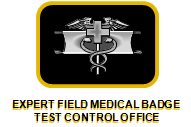 EXPERT FIELD MEDICAL BADGE
TEST CONTROL OFFICE